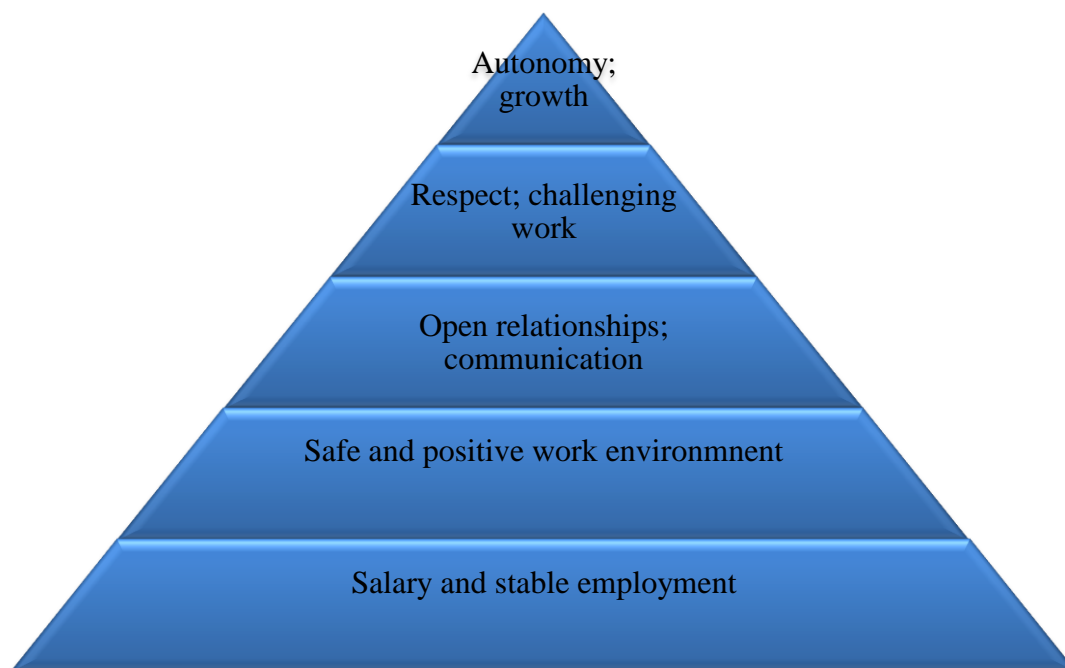 Autonomy;
growth
Respect; challenging
work
Open relationships;
communication
Safe and positive work environmnent
Salary and stable employment